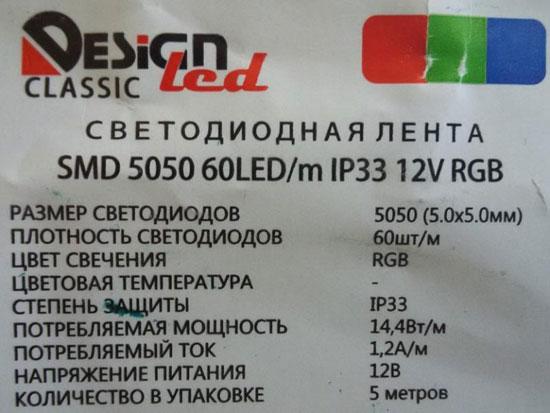 DESIGN
CLASSIC led
СВЕТОДИОДНАЯ ЛЕНТА
SMD 5050 60LED/m IP33 12V RGB
РАЗМЕР СВЕТОДИОДОВ 5050 (5.0х5.0мм)
ПЛОТНОСТЬ СВЕТОДИОДОВ 60шт/м
ЦВЕТ СВЕЧЕНИЯ RGB
ЦВЕТОВАЯ ТЕМПЕРАТУРА -
СТЕПЕНЬ ЗАЩИТЫ IP33
ПОТРЕБЛЯЕМАЯ МОЩНОСТЬ 14,4Вт/м
ПОТРЕБЛЯЕМЫЙ ТОК 1,2А/м
НАПРЯЖЕНИЕ ПИТАНИЯ 12В
КОЛИЧЕСТВО В УПАКОВКЕ 5 метров